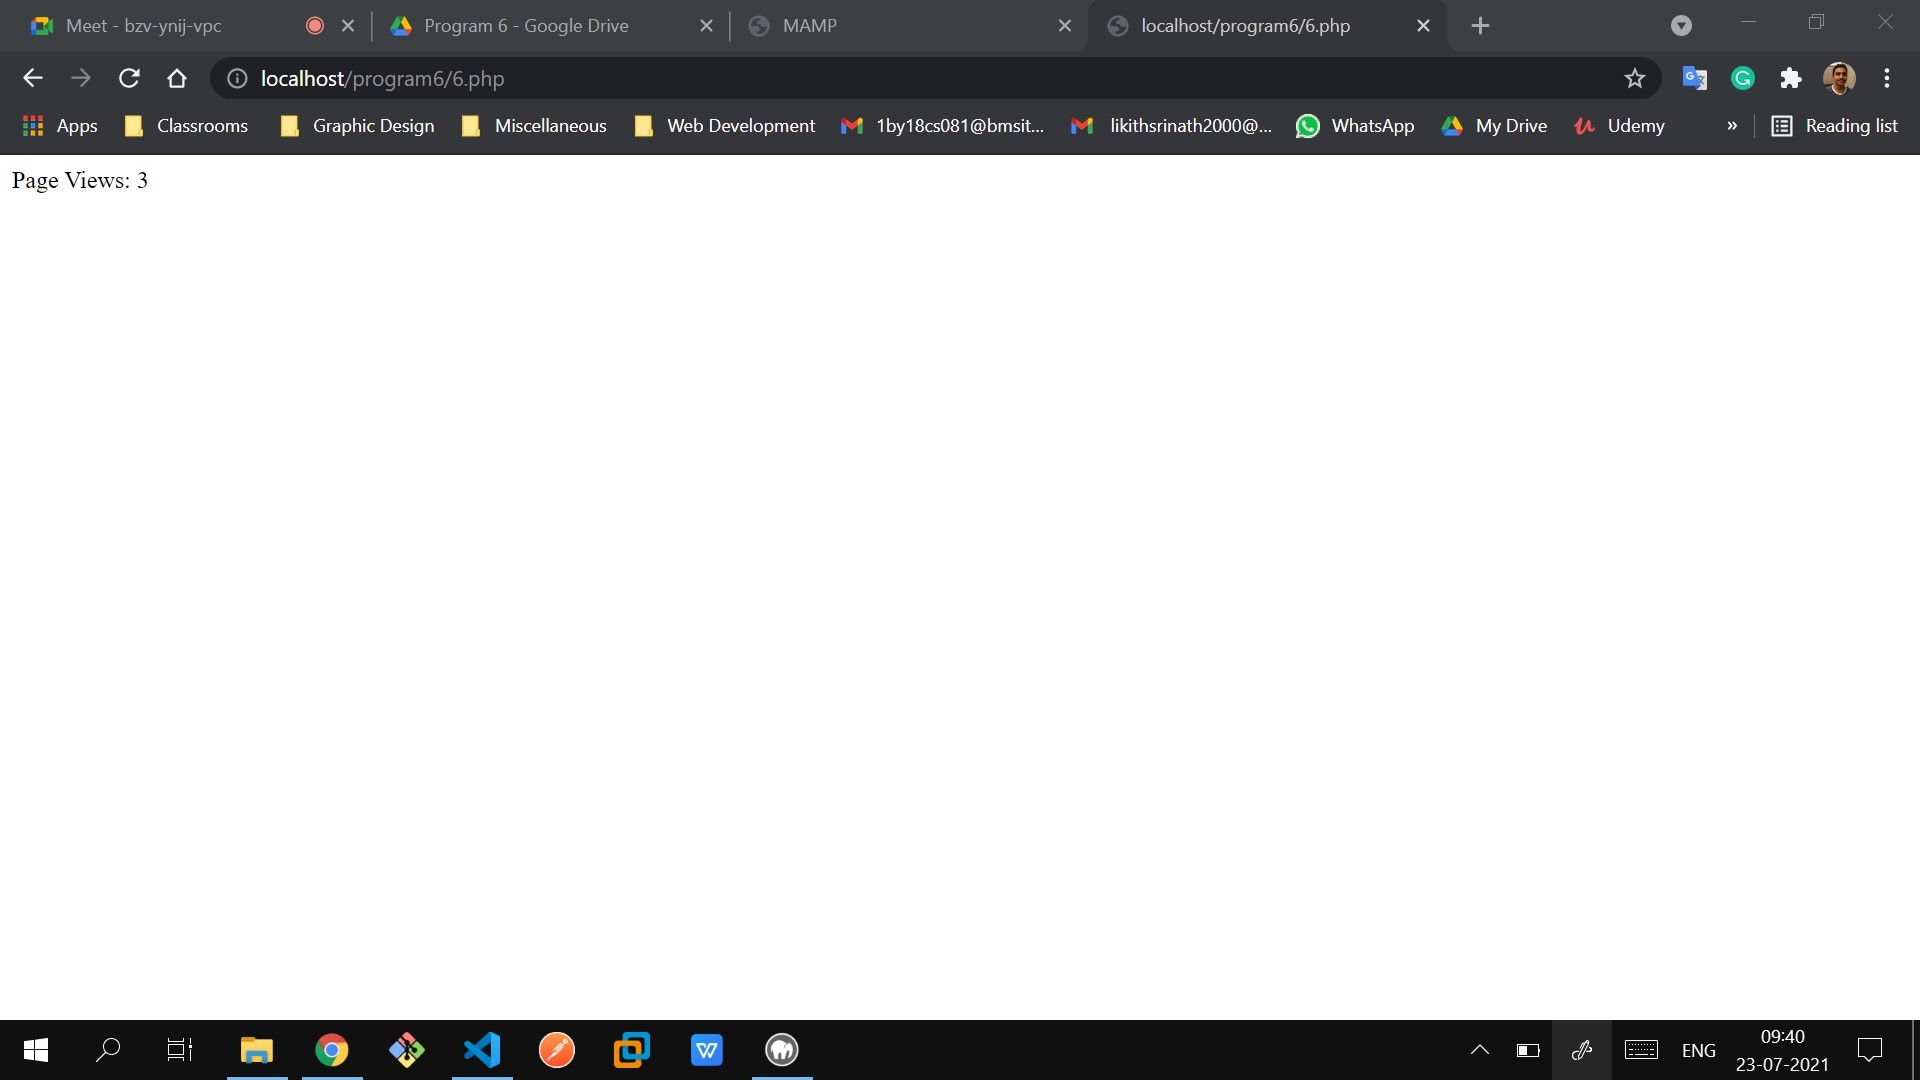 Meet - bzv-ynij-vpc
Program 6 - Google Drive
MAMP
localhost/program6/6.php
localhost/program6/6.php
Apps
Classrooms
Graphic Design
Miscellaneous
Web Development
1by18cs081@bmsit...
likithsrinath2000@...
WhatsApp
My Drive
Udemy
»
Reading list
Page Views: 3
ENG
09:40
23-07-2021